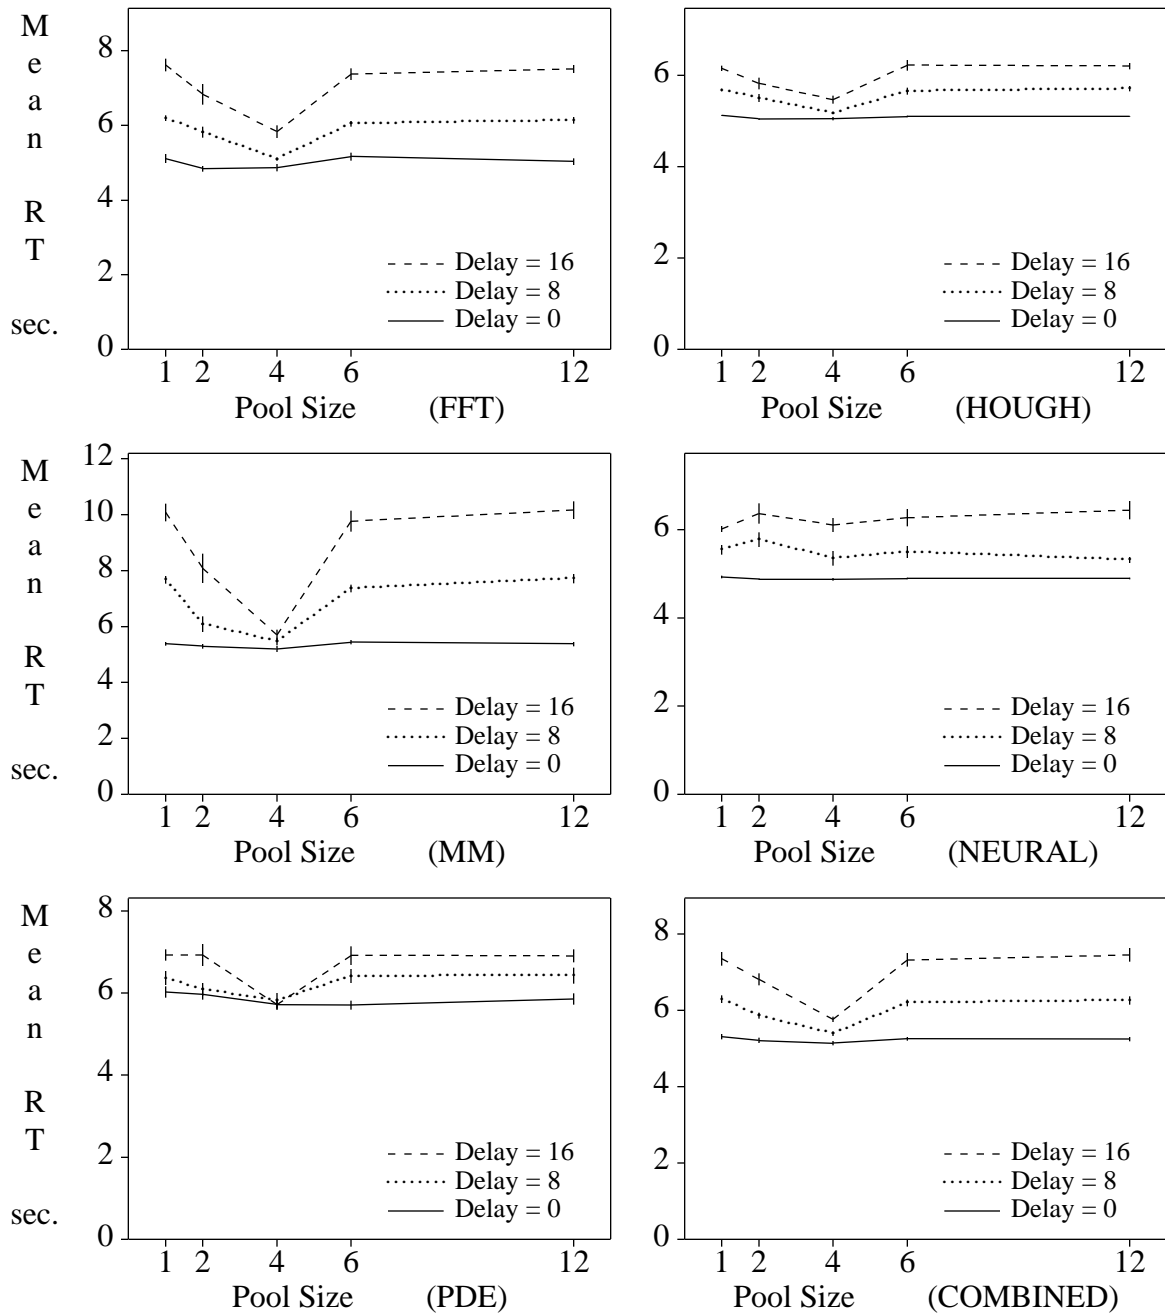 M
e
a
n
R
T
sec.
8
6
4
2
0
Delay = 16
Delay = 8
Delay = 0
1 2 4 6 12
Pool Size (FFT)
6
4
2
0
Delay = 16
Delay = 8
Delay = 0
1 2 4 6 12
Pool Size (HOUGH)
M
e
a
n
R
T
sec.
12
10
8
6
4
2
0
Delay = 16
Delay = 8
Delay = 0
1 2 4 6 12
Pool Size (MM)
6
4
2
0
Delay = 16
Delay = 8
Delay = 0
1 2 4 6 12
Pool Size (NEURAL)
M
e
a
n
R
T
sec.
8
6
4
2
0
Delay = 16
Delay = 8
Delay = 0
1 2 4 6 12
Pool Size (PDE)
8
6
4
2
0
Delay = 16
Delay = 8
Delay = 0
1 2 4 6 12
Pool Size (COMBINED)